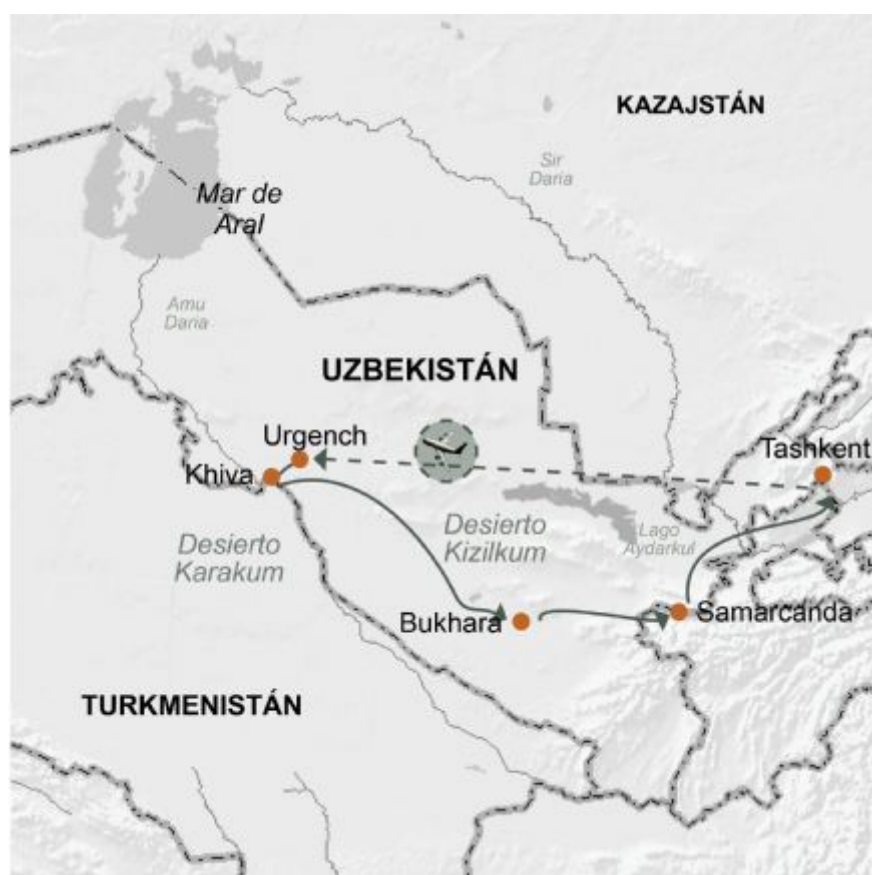 KAZAJSTÁN
Sir
Daria
Mar de
Aral
Amu
Daria
UZBEKISTÁN
Urgench
Tashkent
Khiva
Desierto
Karakum
Desierto
Kizilkum
Lago
Aydarkul
Bukhara
Samarcanda
TURKMENISTÁN